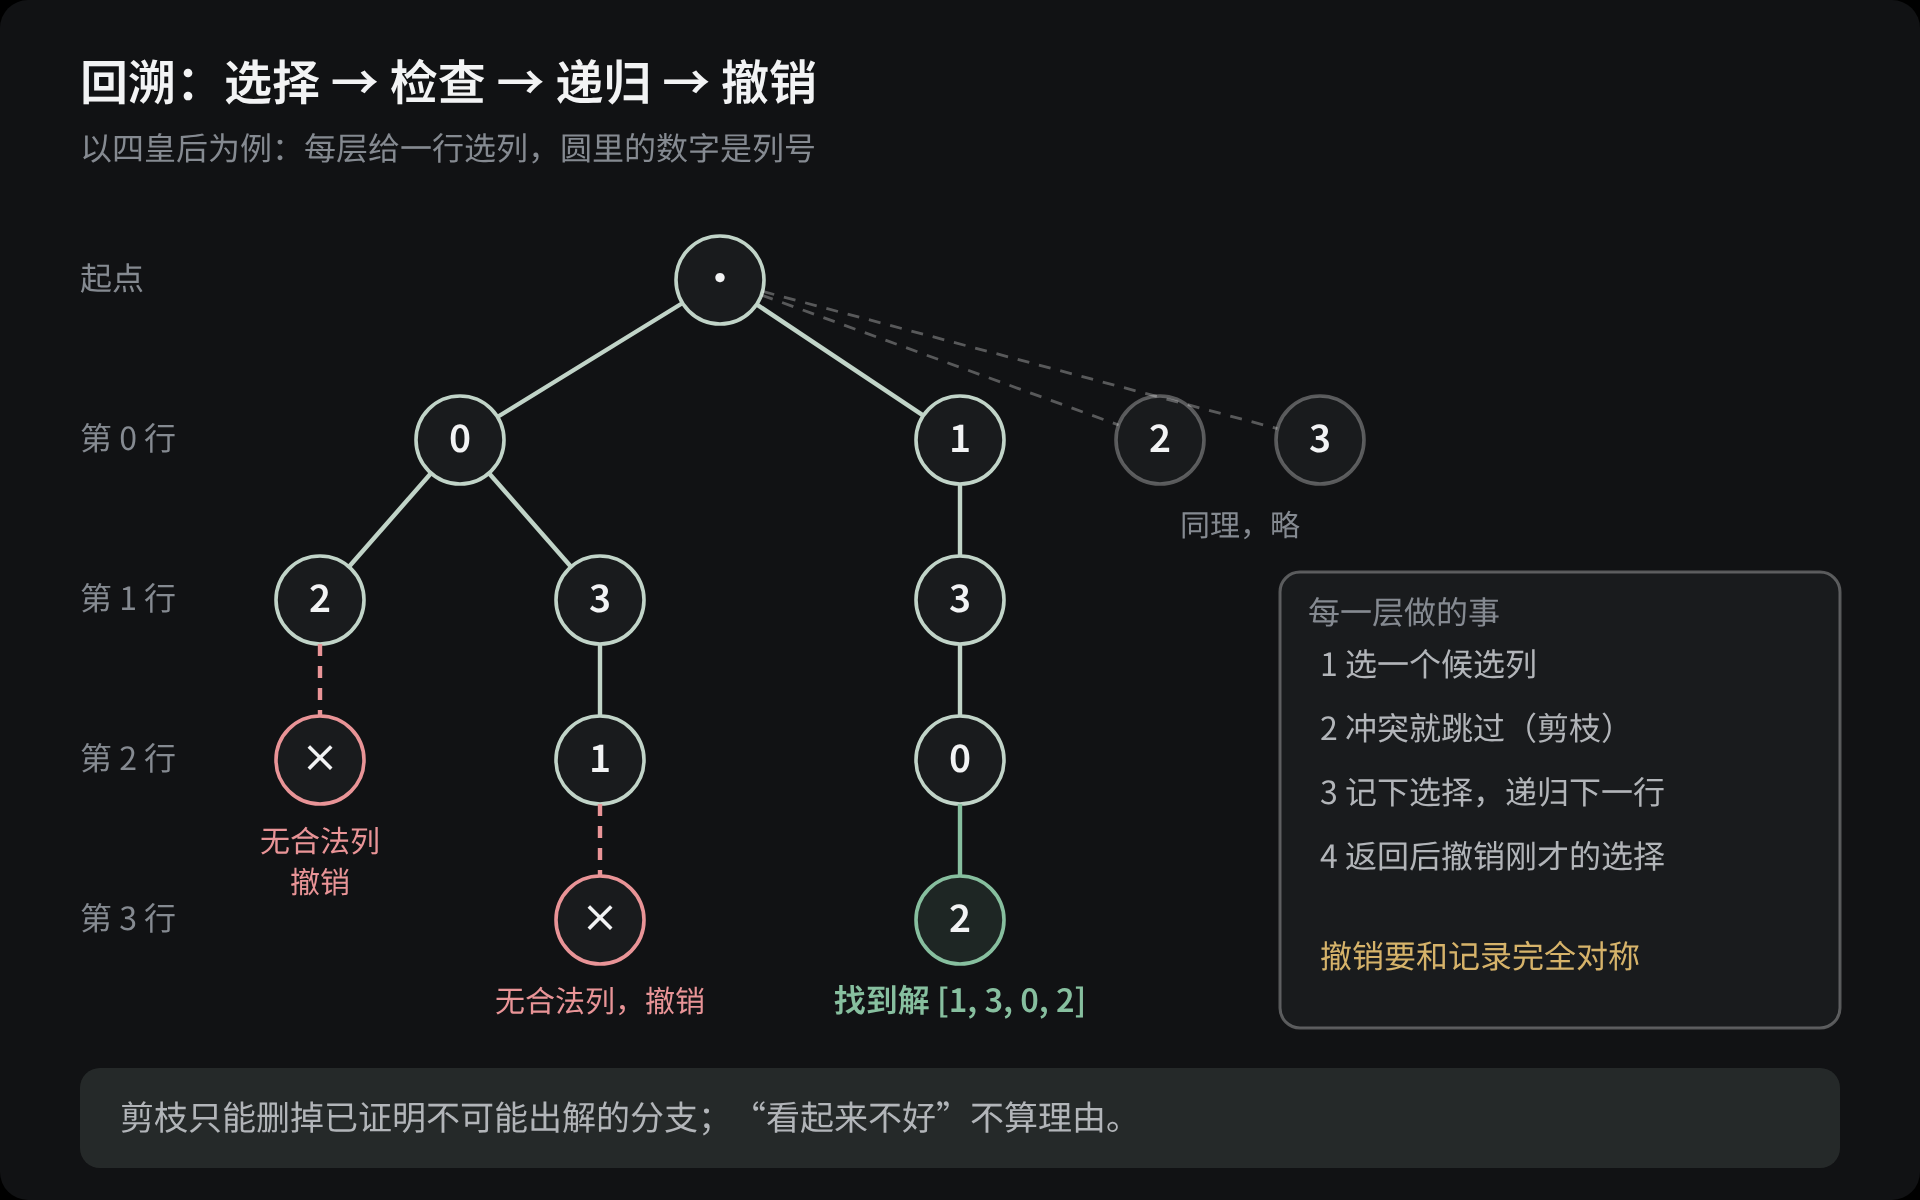 回溯：选择 → 检查 → 递归 → 撤销
以四皇后为例：每层给一行选列，圆里的数字是列号
起点
·
第 0 行
0
1
2
3
同理，略
第 1 行
2
3
3
第 2 行
×
1
0
无合法列
撤销
第 3 行
×
2
无合法列，撤销
找到解 [1, 3, 0, 2]
每一层做的事
1 选一个候选列
2 冲突就跳过（剪枝）
3 记下选择，递归下一行
4 返回后撤销刚才的选择
撤销要和记录完全对称
剪枝只能删掉已证明不可能出解的分支；“看起来不好”不算理由。